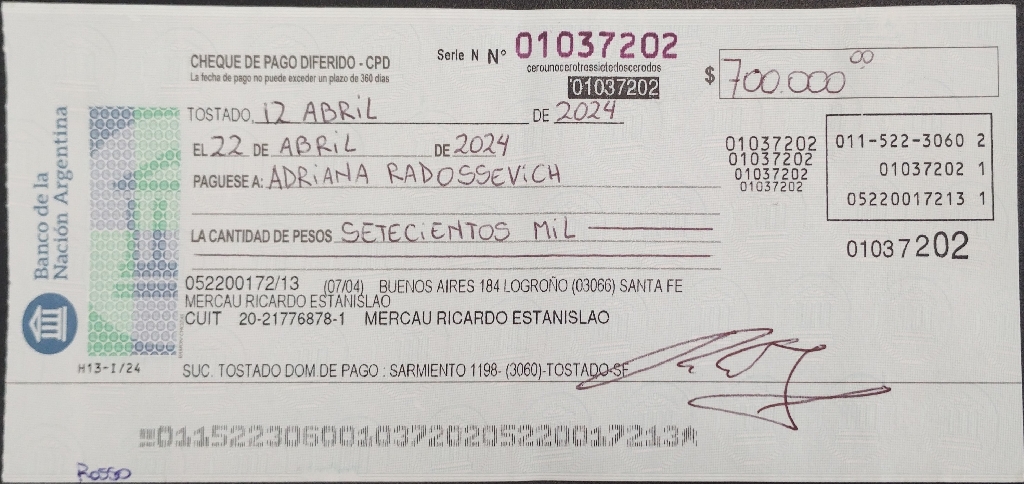 CHEQUE DE PAGO DIFERIDO - CPD
La fecha de pago no puede exceder un plazo de 360 días
Serie N Nº 01037202
cerounocerotressietedoscerodos
01037202
$ 700.000 00
TOSTADO, 12 ABRIL DE 2024
EL 22 DE ABRIL DE 2024
PAGUESE A: ADRIANA RADOSSEVICH
LA CANTIDAD DE PESOS SETECIENTOS MIL
01037202
01037202
01037202
01037202
011-522-3060 2
01037202 1
05220017213 1
01037202
Banco de la
Nación Argentina
052200172/13 (07/04) BUENOS AIRES 184 LOGROÑO (03066) SANTA FE
MERCAU RICARDO ESTANISLAO
CUIT 20-21776878-1 MERCAU RICARDO ESTANISLAO
H13-I/24
SUC. TOSTADO DOM DE PAGO : SARMIENTO 1198- (3060)-TOSTADO-SF
01152230600103720205220017213
Rosso